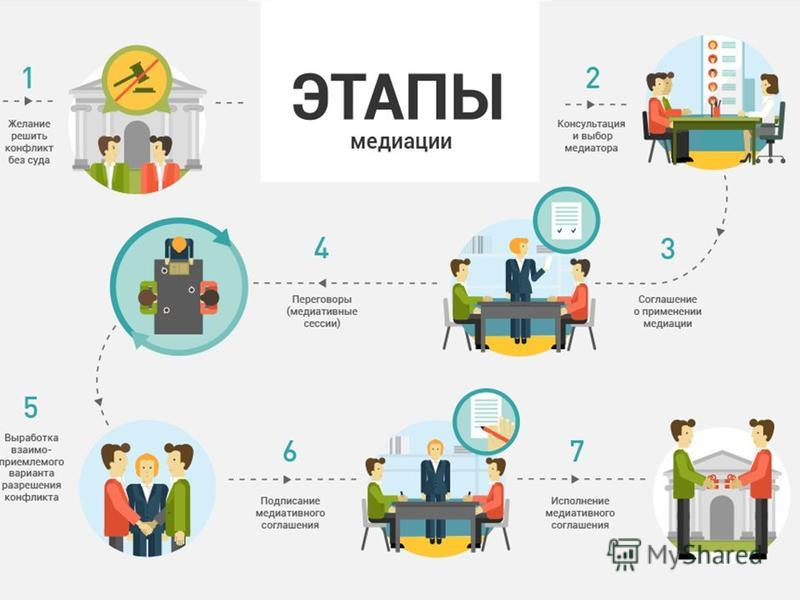 ЭТАПЫ
медиации
1
Желание
решить
конфликт
без суда
2
Консультация
и выбор
медиатора
3
Соглашение
о применении
медиации
4
Переговоры
(медиативные
сессии)
5
Выработка
взаимо-
приемлемого
варианта
разрешения
конфликта
6
Подписание
медиативного
соглашения
7
Исполнение
медиативного
соглашения
MyShared